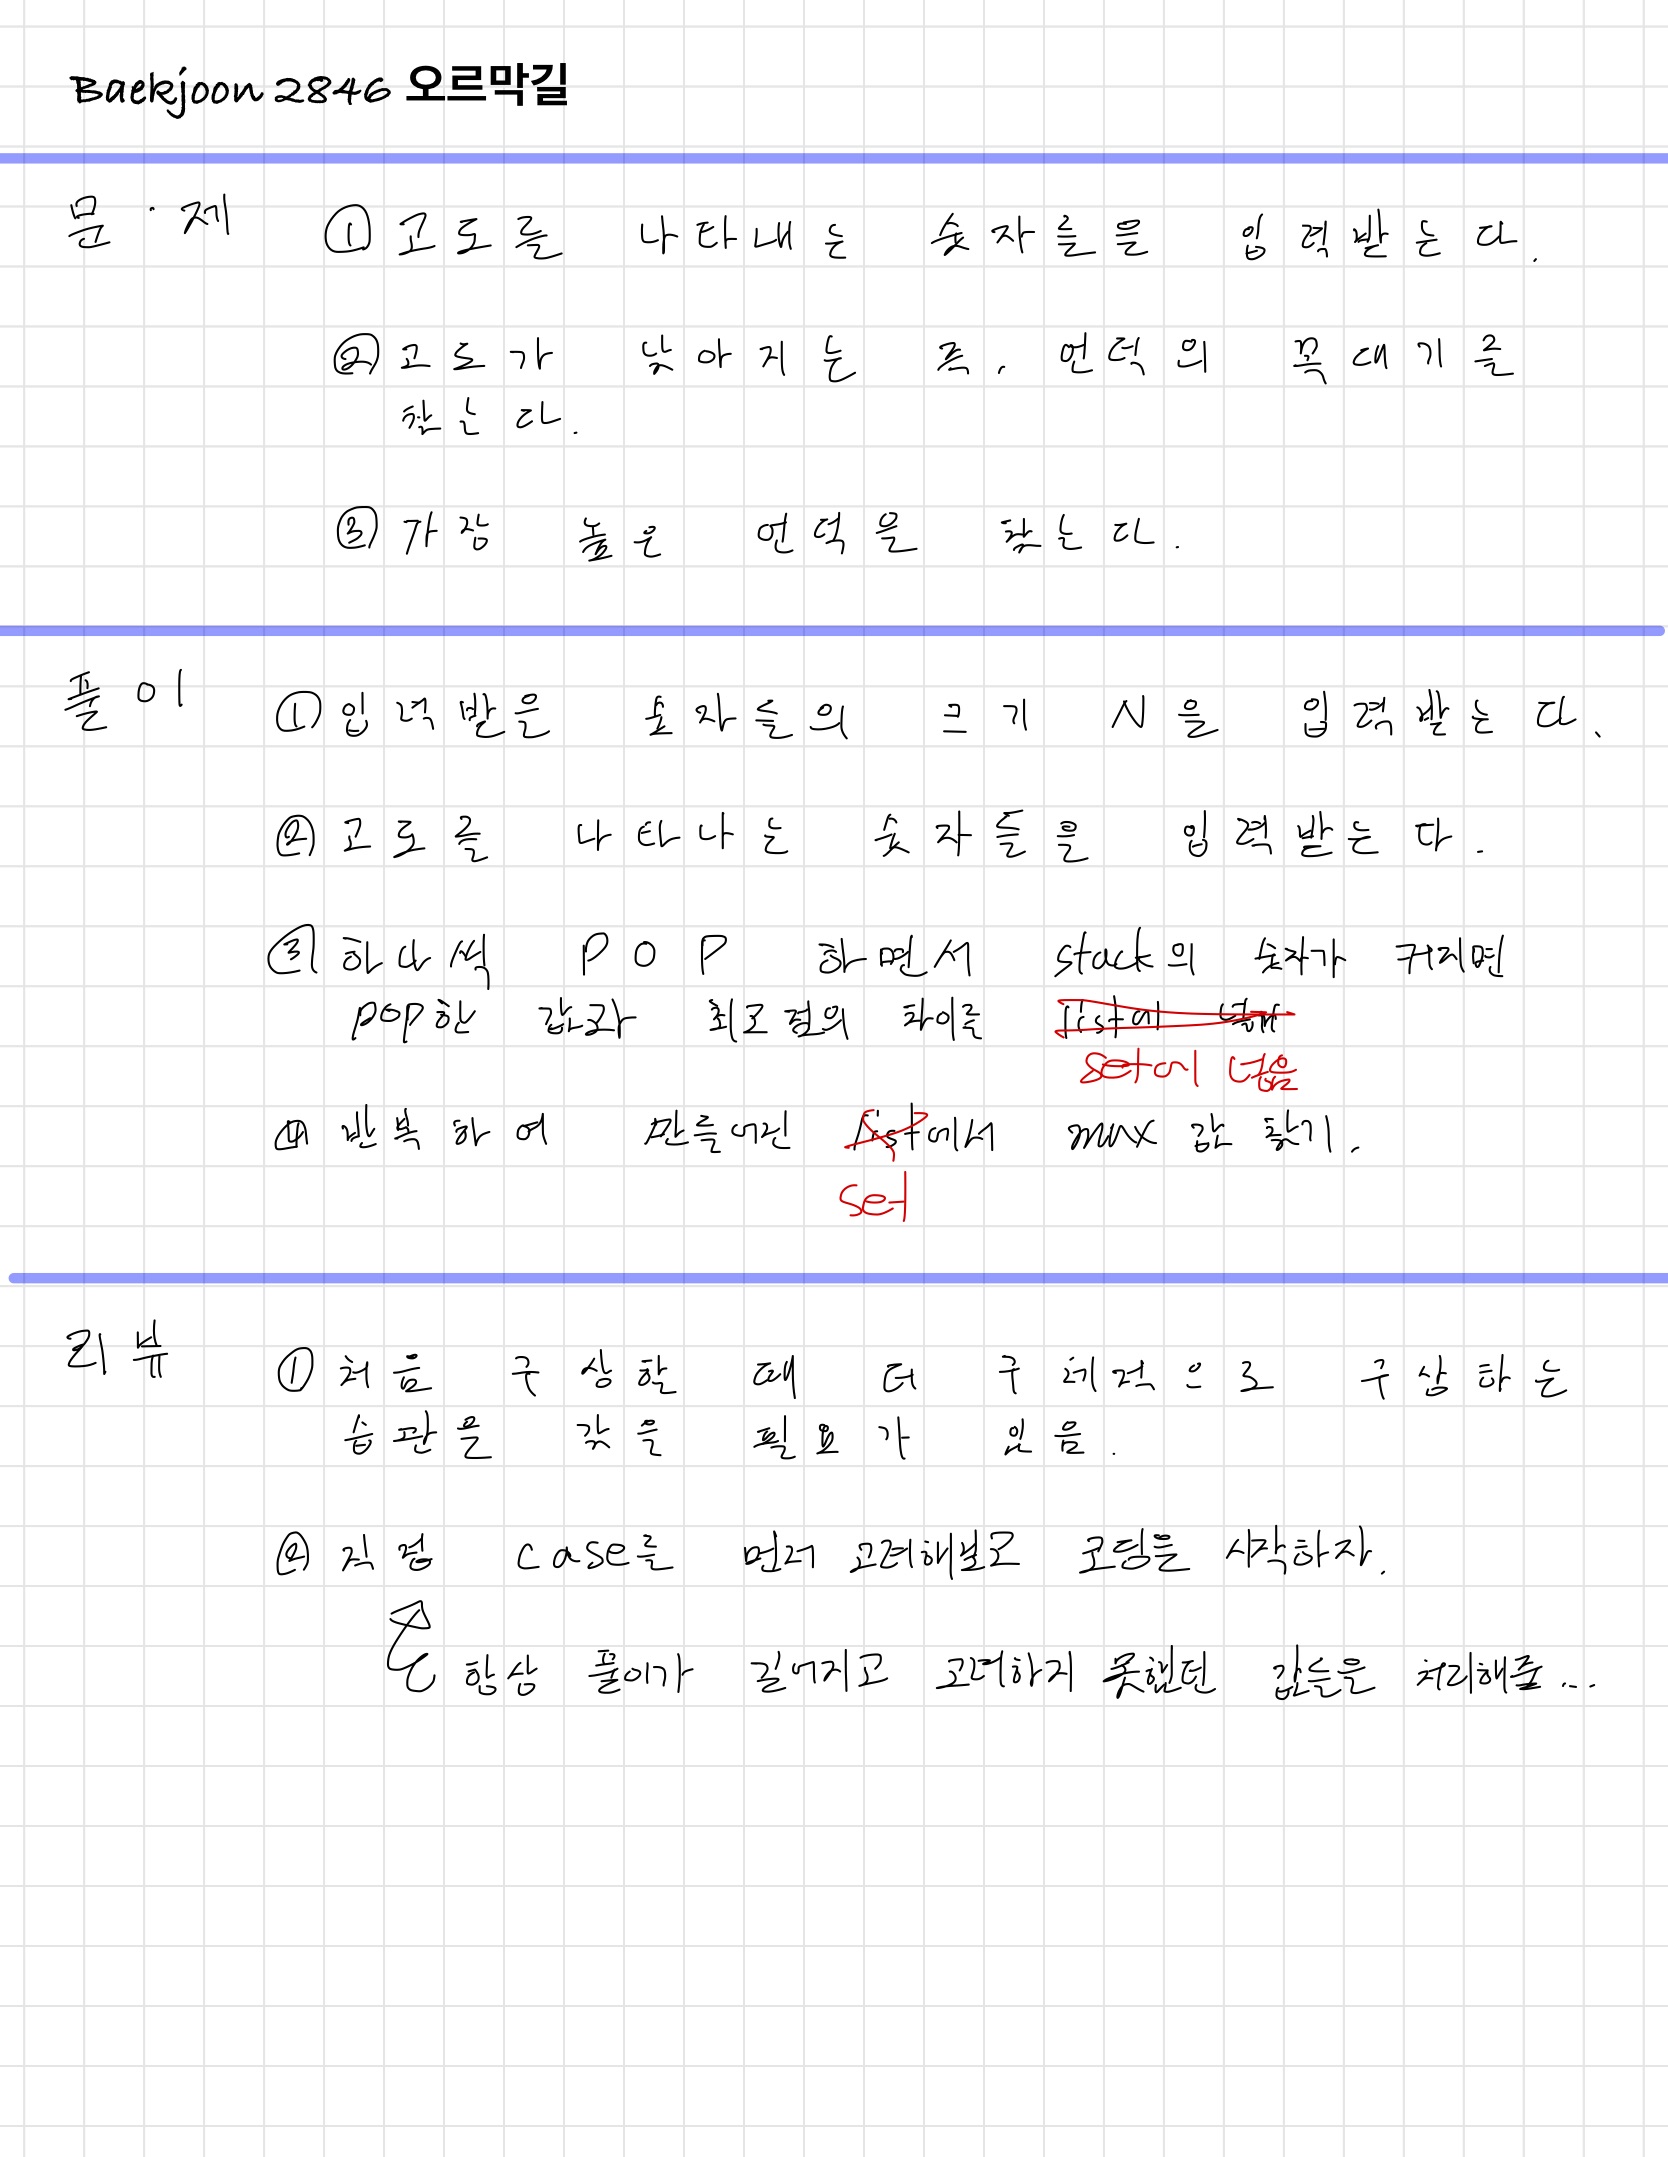 Baekjoon 2846 오르막길
문제 ① 고도를 나타내는 숫자들을 입력받는다.
② 고도가 낮아지는 즉, 언덕의 꼭대기를
찾는다.
③ 가장 높은 언덕을 찾는다.
풀이 ① 입력받을 숫자들의 크기 N을 입력받는다.
② 고도를 나타나는 숫자들을 입력받는다.
③ 하나씩 POP 하면서 stack의 숫자가 커지면
pop한 값과 최고점의 차이를 list에
set에 넣음
④ 반복하여 만들어진 list에서 max 값 찾기.
set
리뷰 ① 처음 구상할 때 더 구체적으로 구상하는
습관을 갖을 필요가 있음.
② 직접 case를 먼저 고려해보고 코딩을 시작하자.
항상 풀이가 길어지고 고려하지 못했던 값들을 처리해줌...